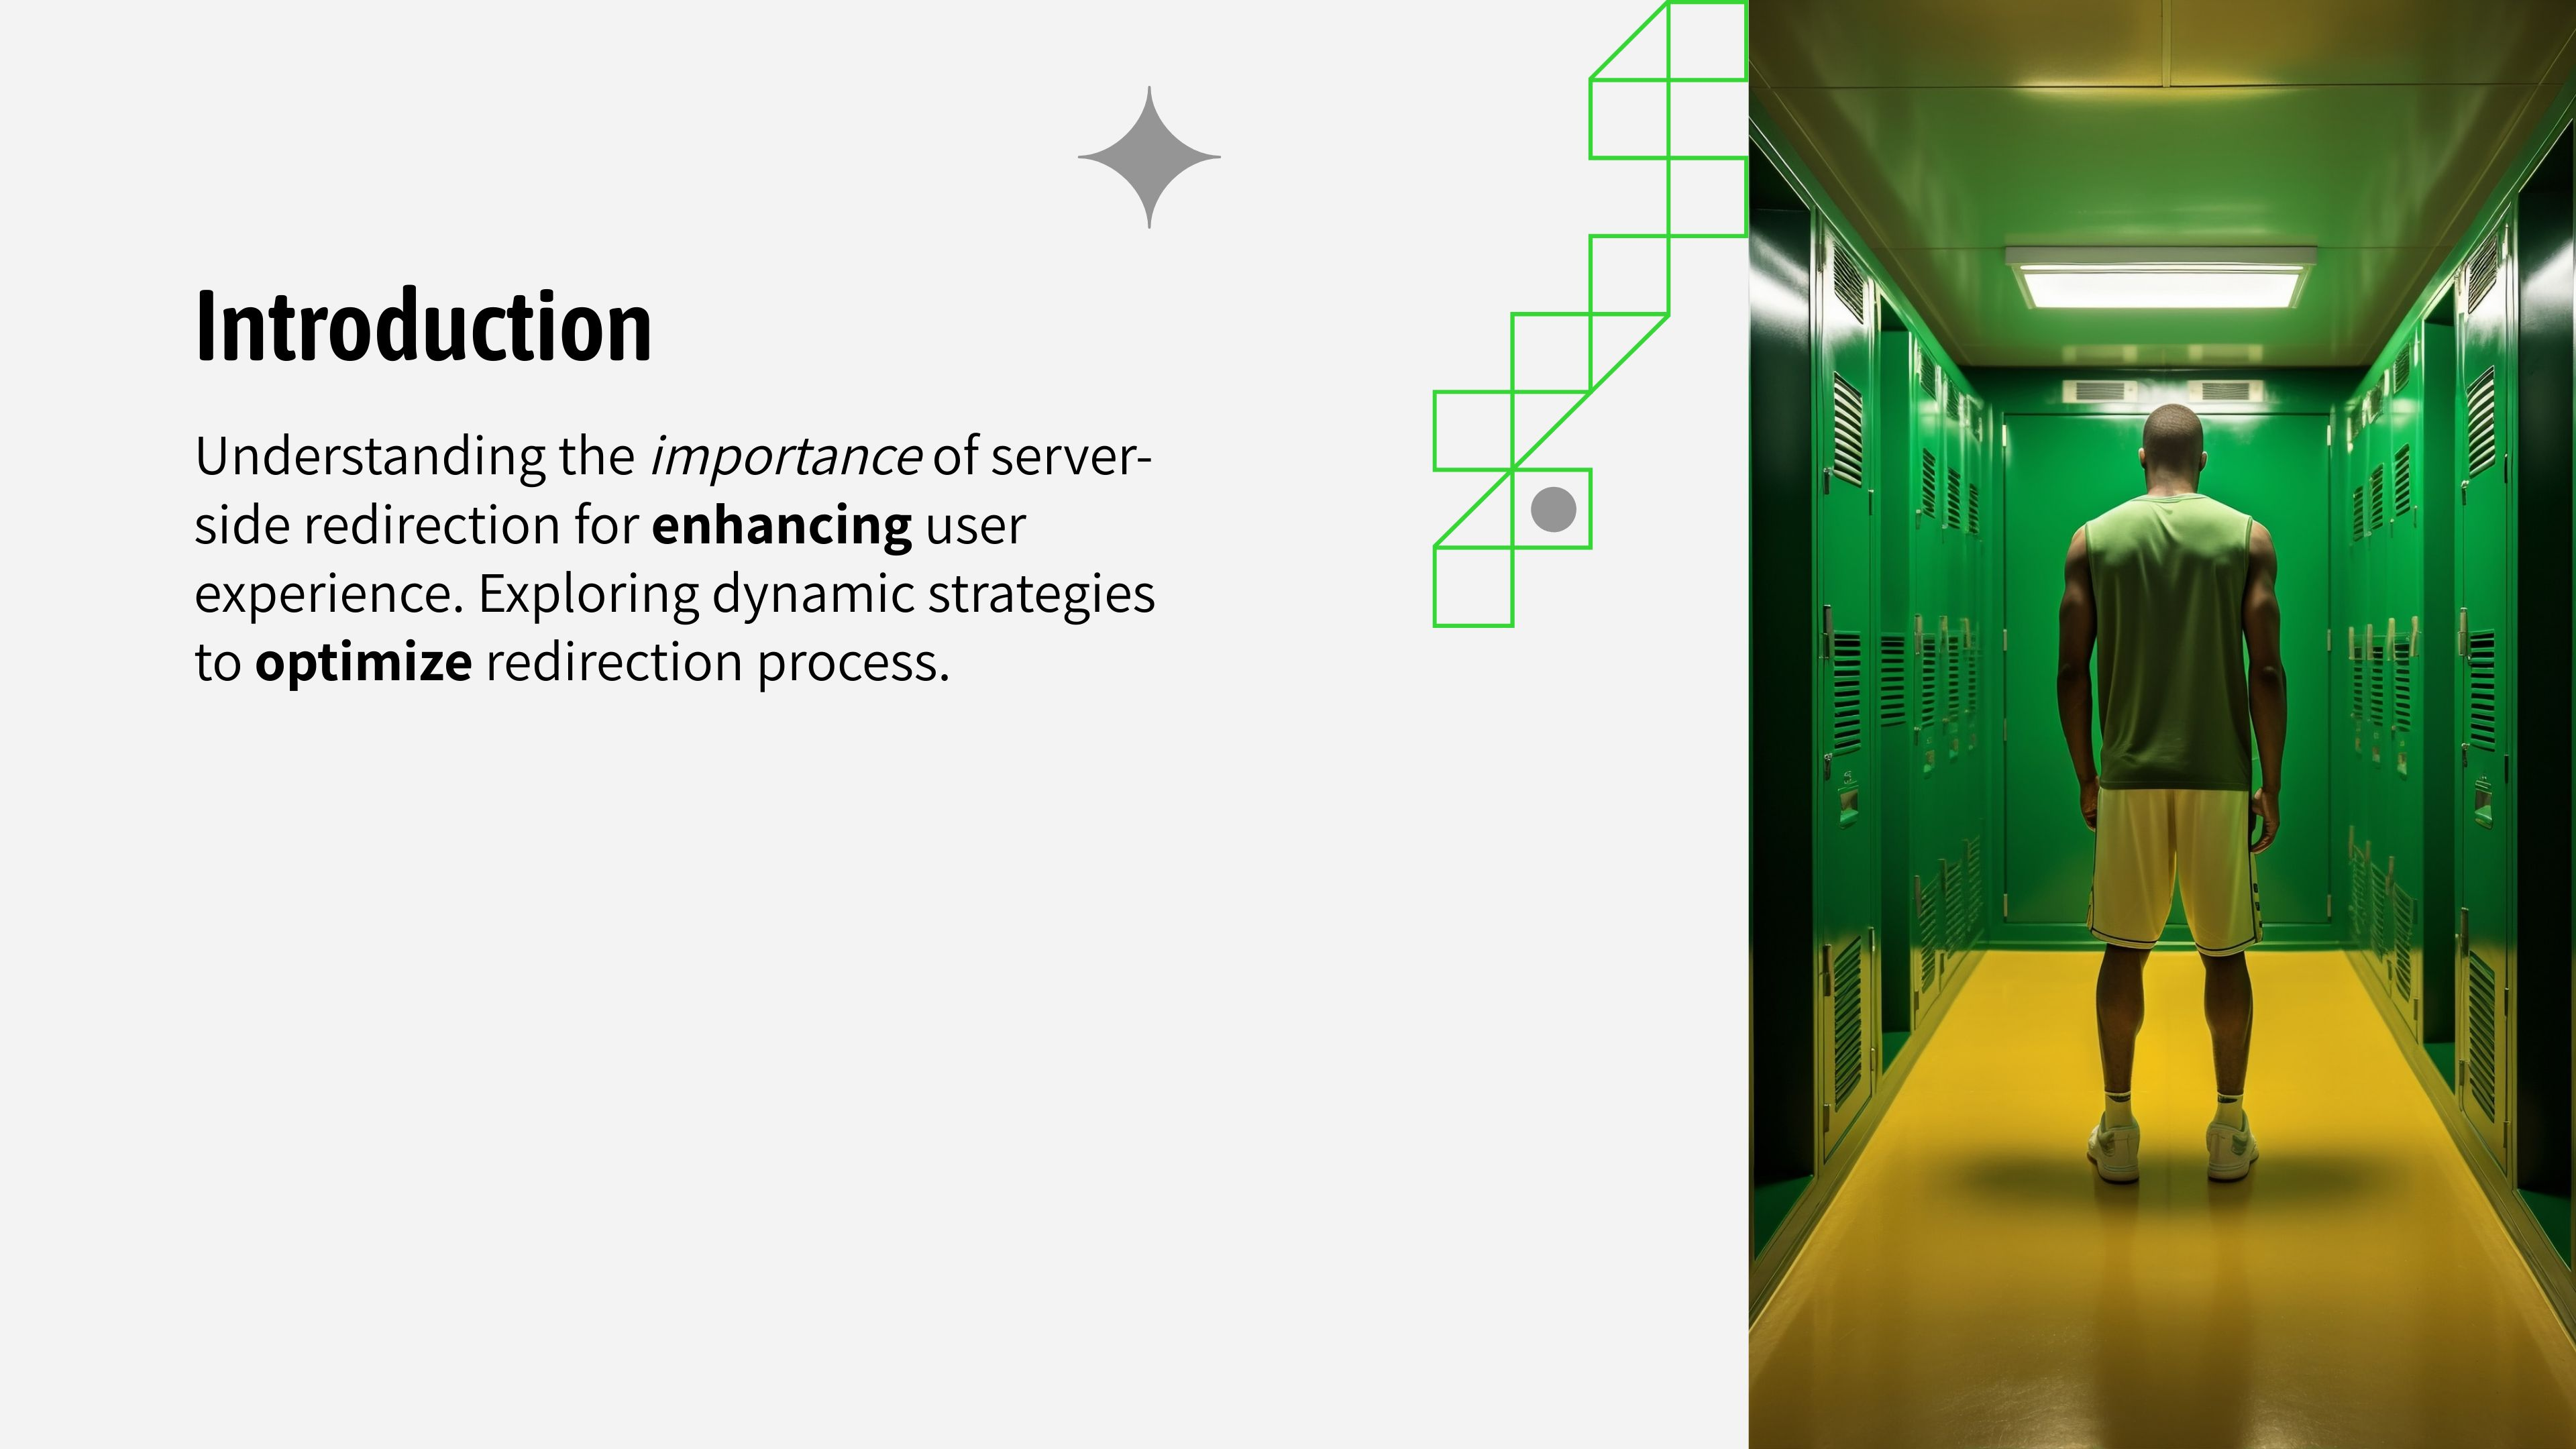 Introduction
Understanding the importance of server-
side redirection for enhancing user
experience. Exploring dynamic strategies
to optimize redirection process.